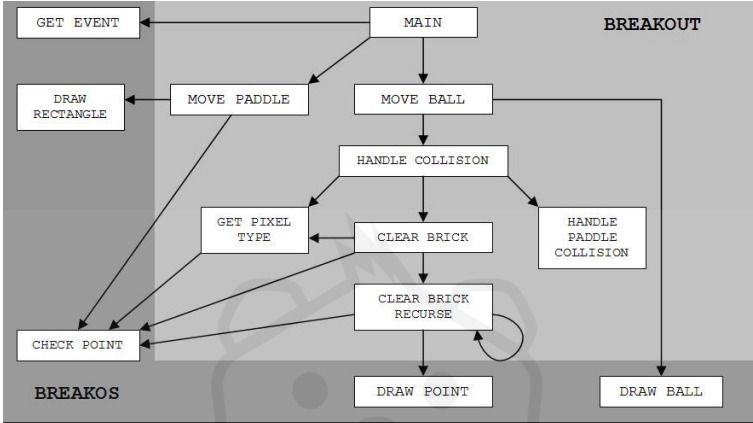 GET EVENT
MAIN
BREAKOUT
DRAW
RECTANGLE
MOVE PADDLE
MOVE BALL
HANDLE COLLISION
GET PIXEL
TYPE
CLEAR BRICK
HANDLE
PADDLE
COLLISION
CLEAR BRICK
RECURSE
CHECK POINT
BREAKOS
DRAW POINT
DRAW BALL